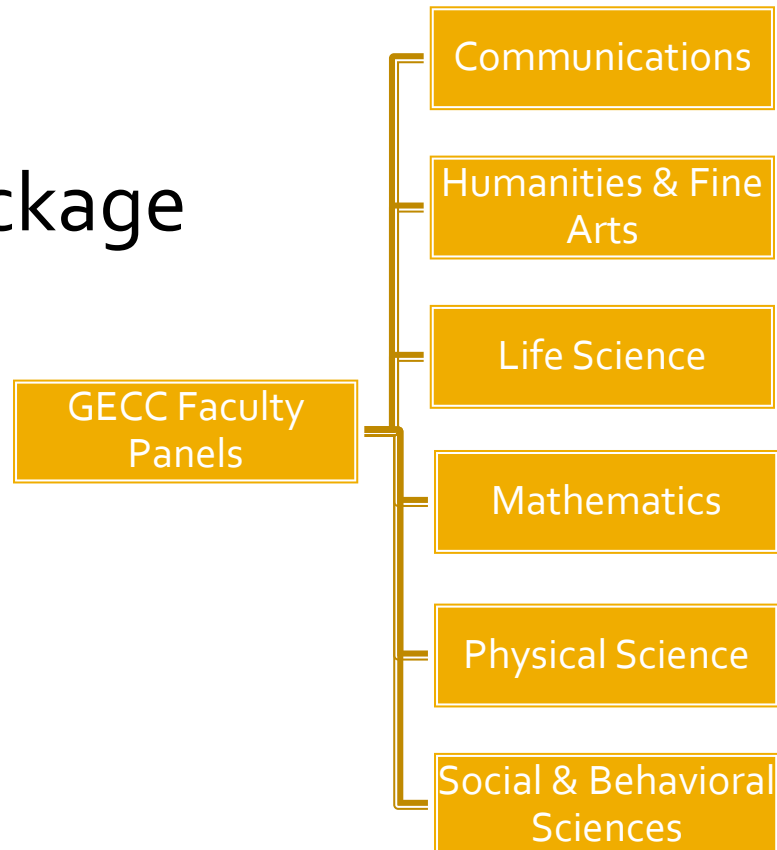 ckage
GECC Faculty
Panels
Communications
Humanities & Fine
Arts
Life Science
Mathematics
Physical Science
Social & Behavioral
Sciences